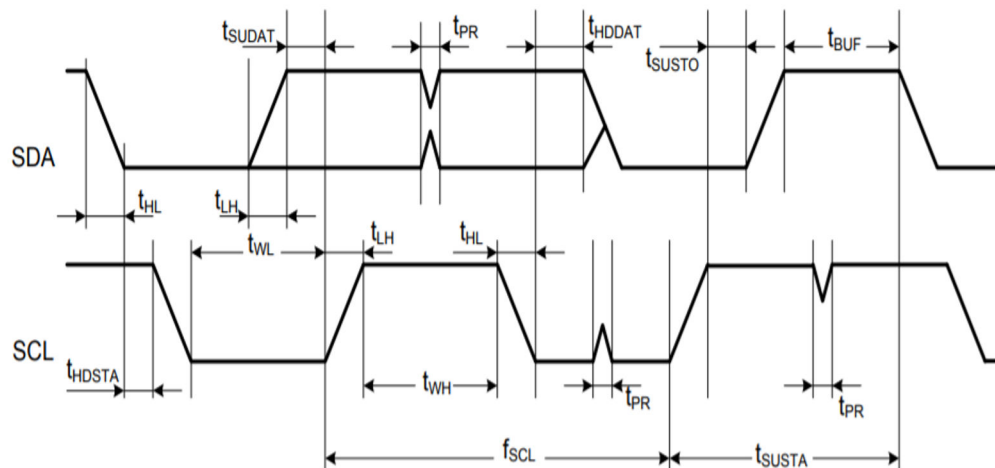 tSUDAT
tPR
tHDDAT
tSUSTO
tBUF
SDA
tHL
tLH
tWL
tLH
tHL
SCL
tHDSTA
tWH
tPR
tPR
fSCL
tSUSTA